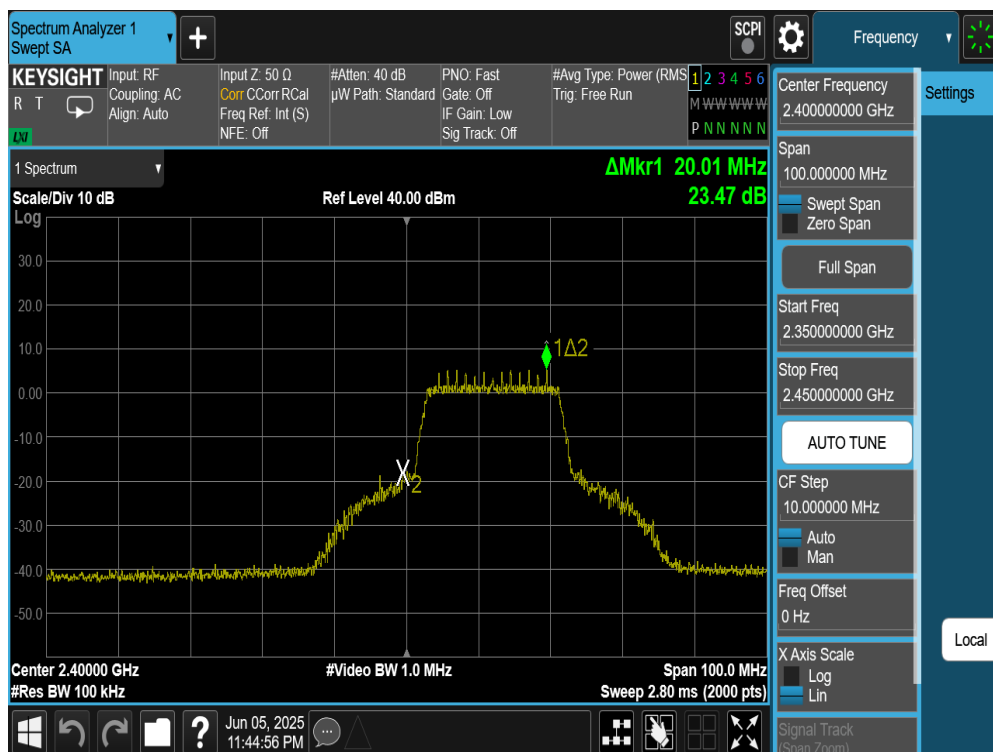 Spectrum Analyzer 1
Swept SA
+
SCPI
Frequency
KEYSIGHT
R T
LXI
Input: RF
Coupling: AC
Align: Auto
Input Z: 50 Ω
Corr CCorr RCal
Freq Ref: Int (S)
NFE: Off
#Atten: 40 dB
µW Path: Standard
PNO: Fast
Gate: Off
IF Gain: Low
Sig Track: Off
#Avg Type: Power (RMS
Trig: Free Run
1 2 3 4 5 6
M W W W W W
P N N N N N
1 Spectrum
ΔMkr1 20.01 MHz
23.47 dB
Scale/Div 10 dB
Ref Level 40.00 dBm
Log
30.0
20.0
10.0
0.00
-10.0
-20.0
-30.0
-40.0
-50.0
1Δ2
X2
Center 2.40000 GHz
#Video BW 1.0 MHz
Span 100.0 MHz
#Res BW 100 kHz
Sweep 2.80 ms (2000 pts)
?
Jun 05, 2025
11:44:56 PM
Center Frequency
2.400000000 GHz
Span
100.000000 MHz
Swept Span
Zero Span
Full Span
Start Freq
2.350000000 GHz
Stop Freq
2.450000000 GHz
AUTO TUNE
CF Step
10.000000 MHz
Auto
Man
Freq Offset
0 Hz
X Axis Scale
Log
Lin
Signal Track
(Span Zoom)
Settings
Local